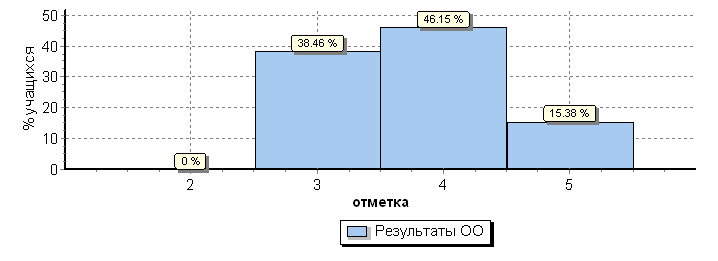 % учащихся
50
40
30
20
10
0
0 %
38.46 %
46.15 %
15.38 %
2 3 4 5
отметка
Результаты ОО